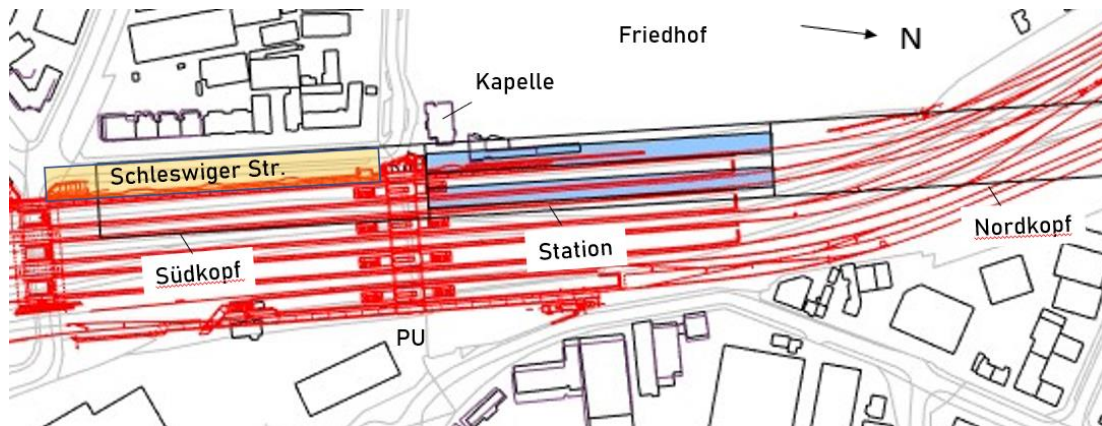 Friedhof
N
Kapelle
Schleswiger Str.
Südkopf
Station
Nordkopf
PU